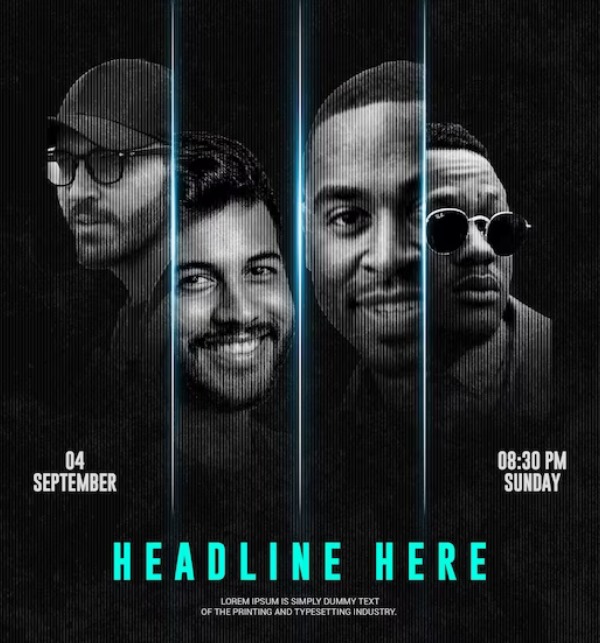 04
SEPTEMBER
08:30 PM
SUNDAY
HEADLINE HERE
LOREM IPSUM IS SIMPLY DUMMY TEXT
OF THE PRINTING AND TYPESETTING INDUSTRY.